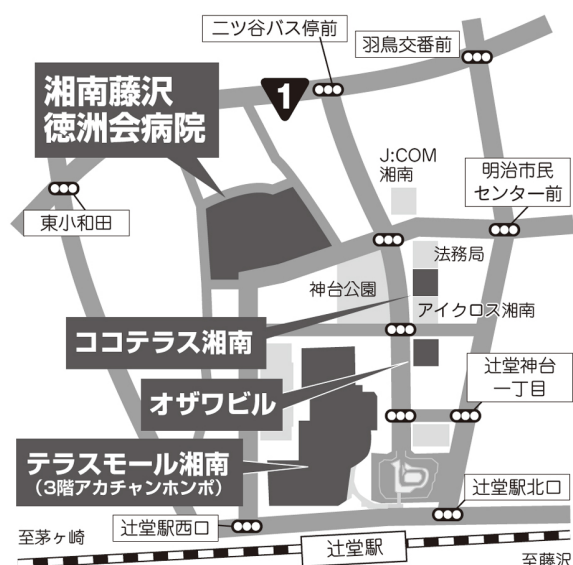 二ツ谷バス停前
羽鳥交番前
湘南藤沢
徳洲会病院
1
J:COM
湘南
明治市民
センター前
東小和田
法務局
神台公園
アイクロス湘南
ココテラス湘南
オザワビル
辻堂神台
一丁目
テラスモール湘南
(3階アカチャンホンポ)
辻堂駅西口
辻堂駅北口
至茅ヶ崎
辻堂駅
至藤沢